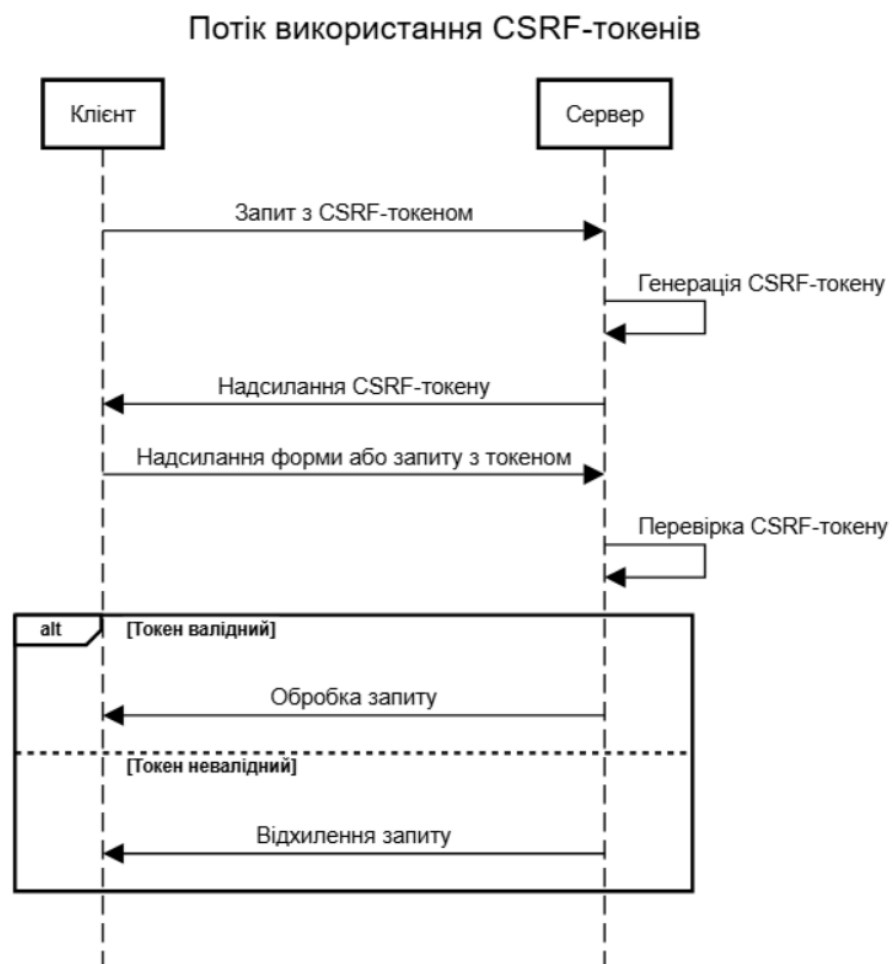 Потік використання CSRF-токенів
Клієнт
Сервер
Запит з CSRF-токеном
Генерація CSRF-токену
Надсилання CSRF-токену
Надсилання форми або запиту з токеном
Перевірка CSRF-токену
alt
[Токен валідний]
Обробка запиту
[Токен невалідний]
Відхилення запиту